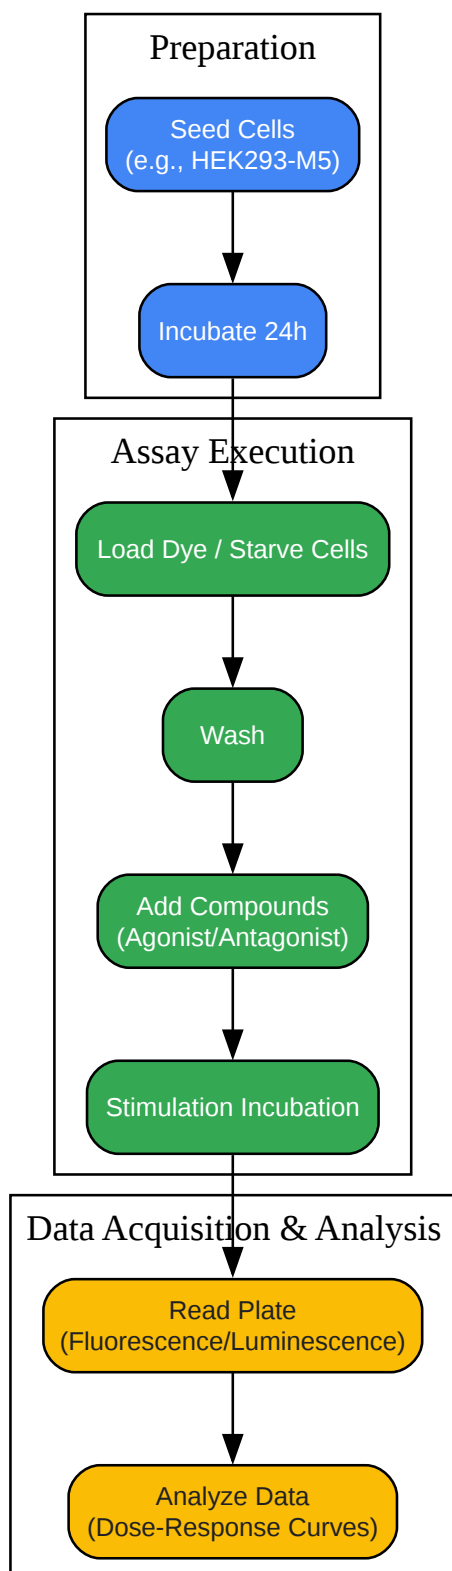 Preparation
Seed Cells
(e.g., HEK293-M5)
Incubate 24h
Assay Execution
Load Dye / Starve Cells
Wash
Add Compounds
(Agonist/Antagonist)
Stimulation Incubation
Data Acquisition & Analysis
Read Plate
(Fluorescence/Luminescence)
Analyze Data
(Dose-Response Curves)